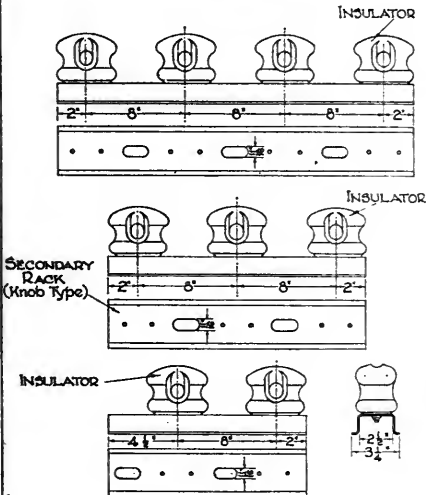 INSULATOR
2" 8" 8" 8" 2"
INSULATOR
2" 8" 8" 2"
SECONDARY
RACK
(Knob Type)
INSULATOR
4 1/2" 8" 2"
2 1/2"
3 1/4"